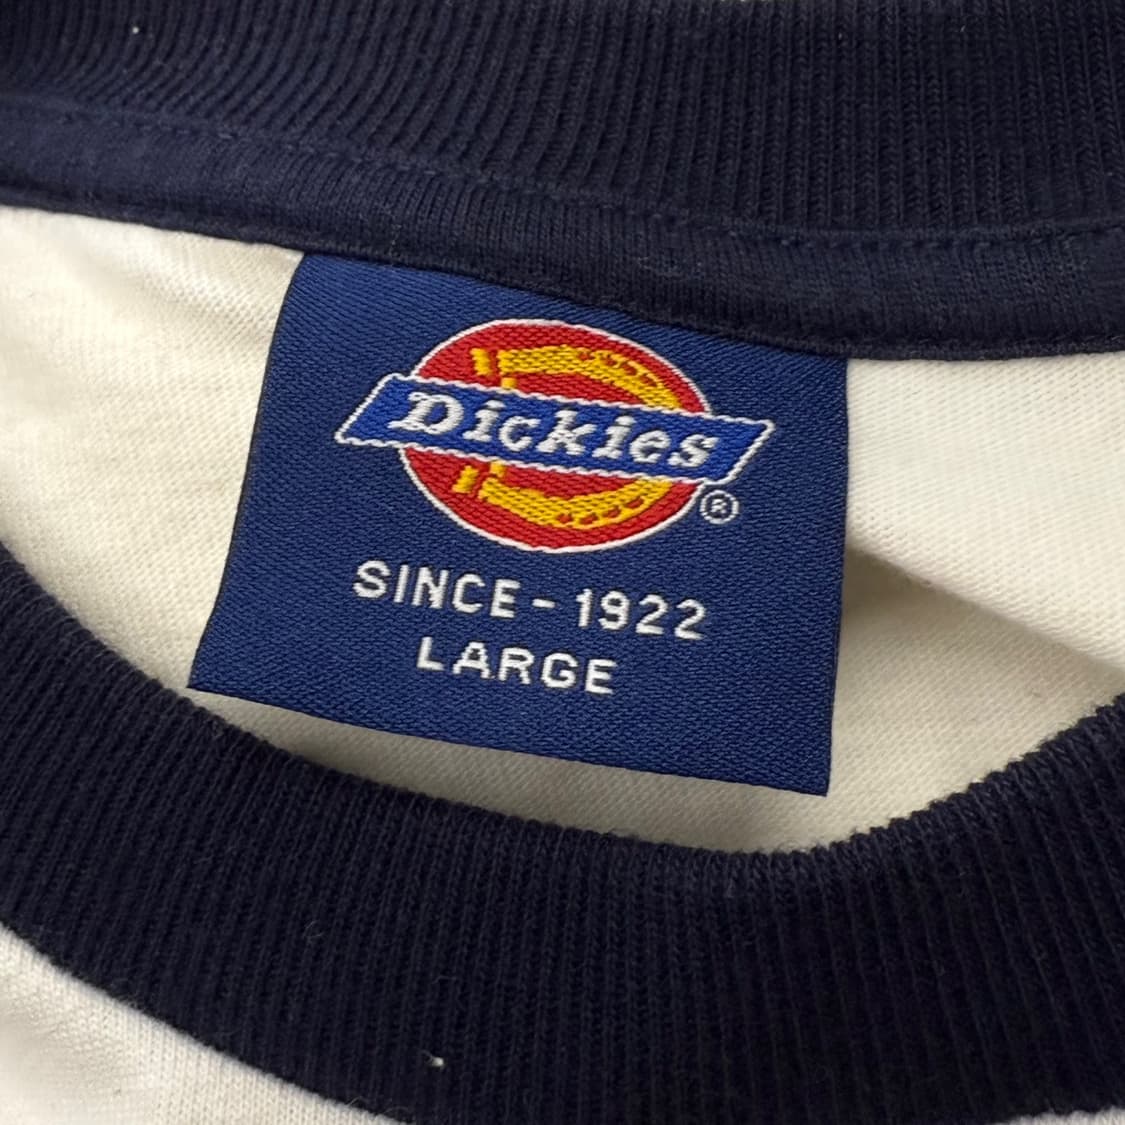 Dickies
®
SINCE-1922
LARGE